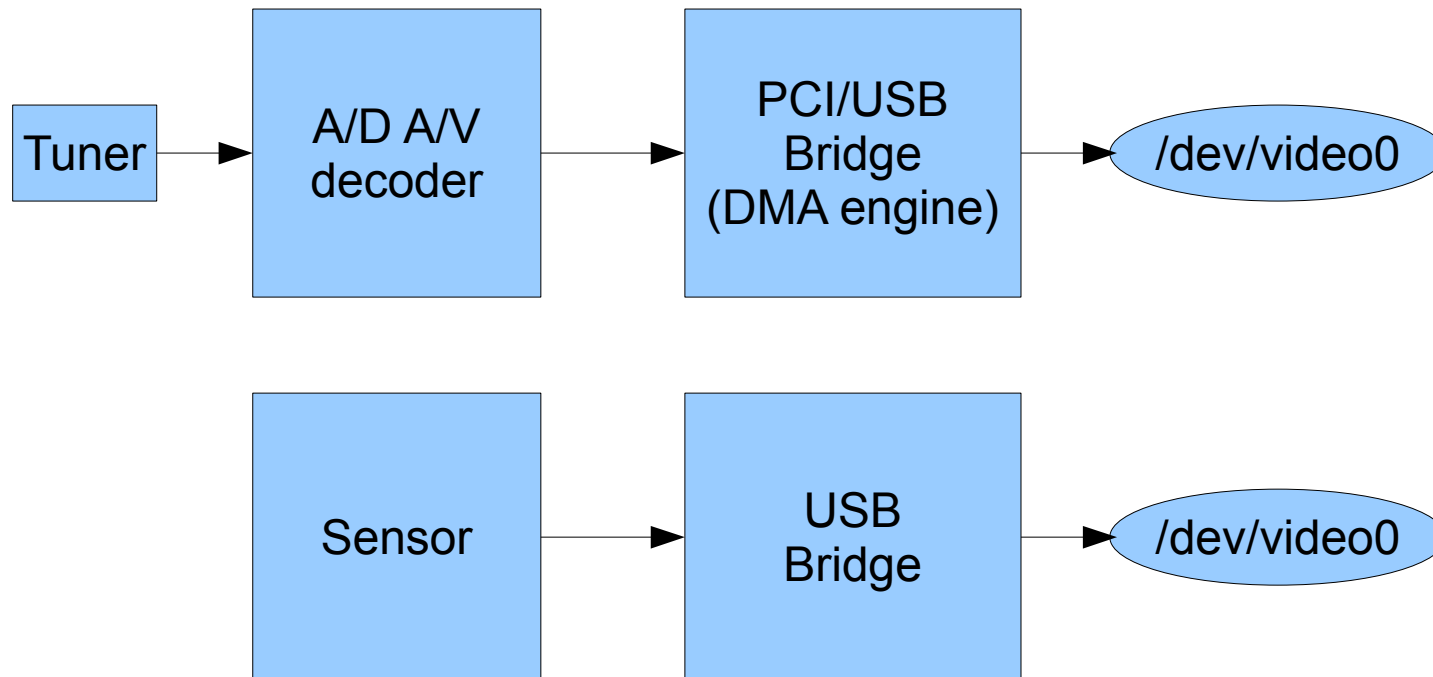 Tuner
A/D A/V
decoder
PCI/USB
Bridge
(DMA engine)
/dev/video0
Sensor
USB
Bridge
/dev/video0